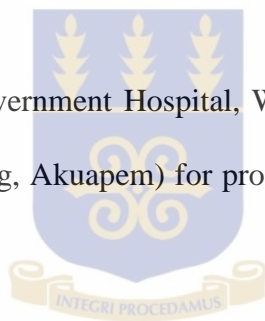 vernment Hospital, W
g, Akuapem) for pro
INTEGRI PROCEDAMUS